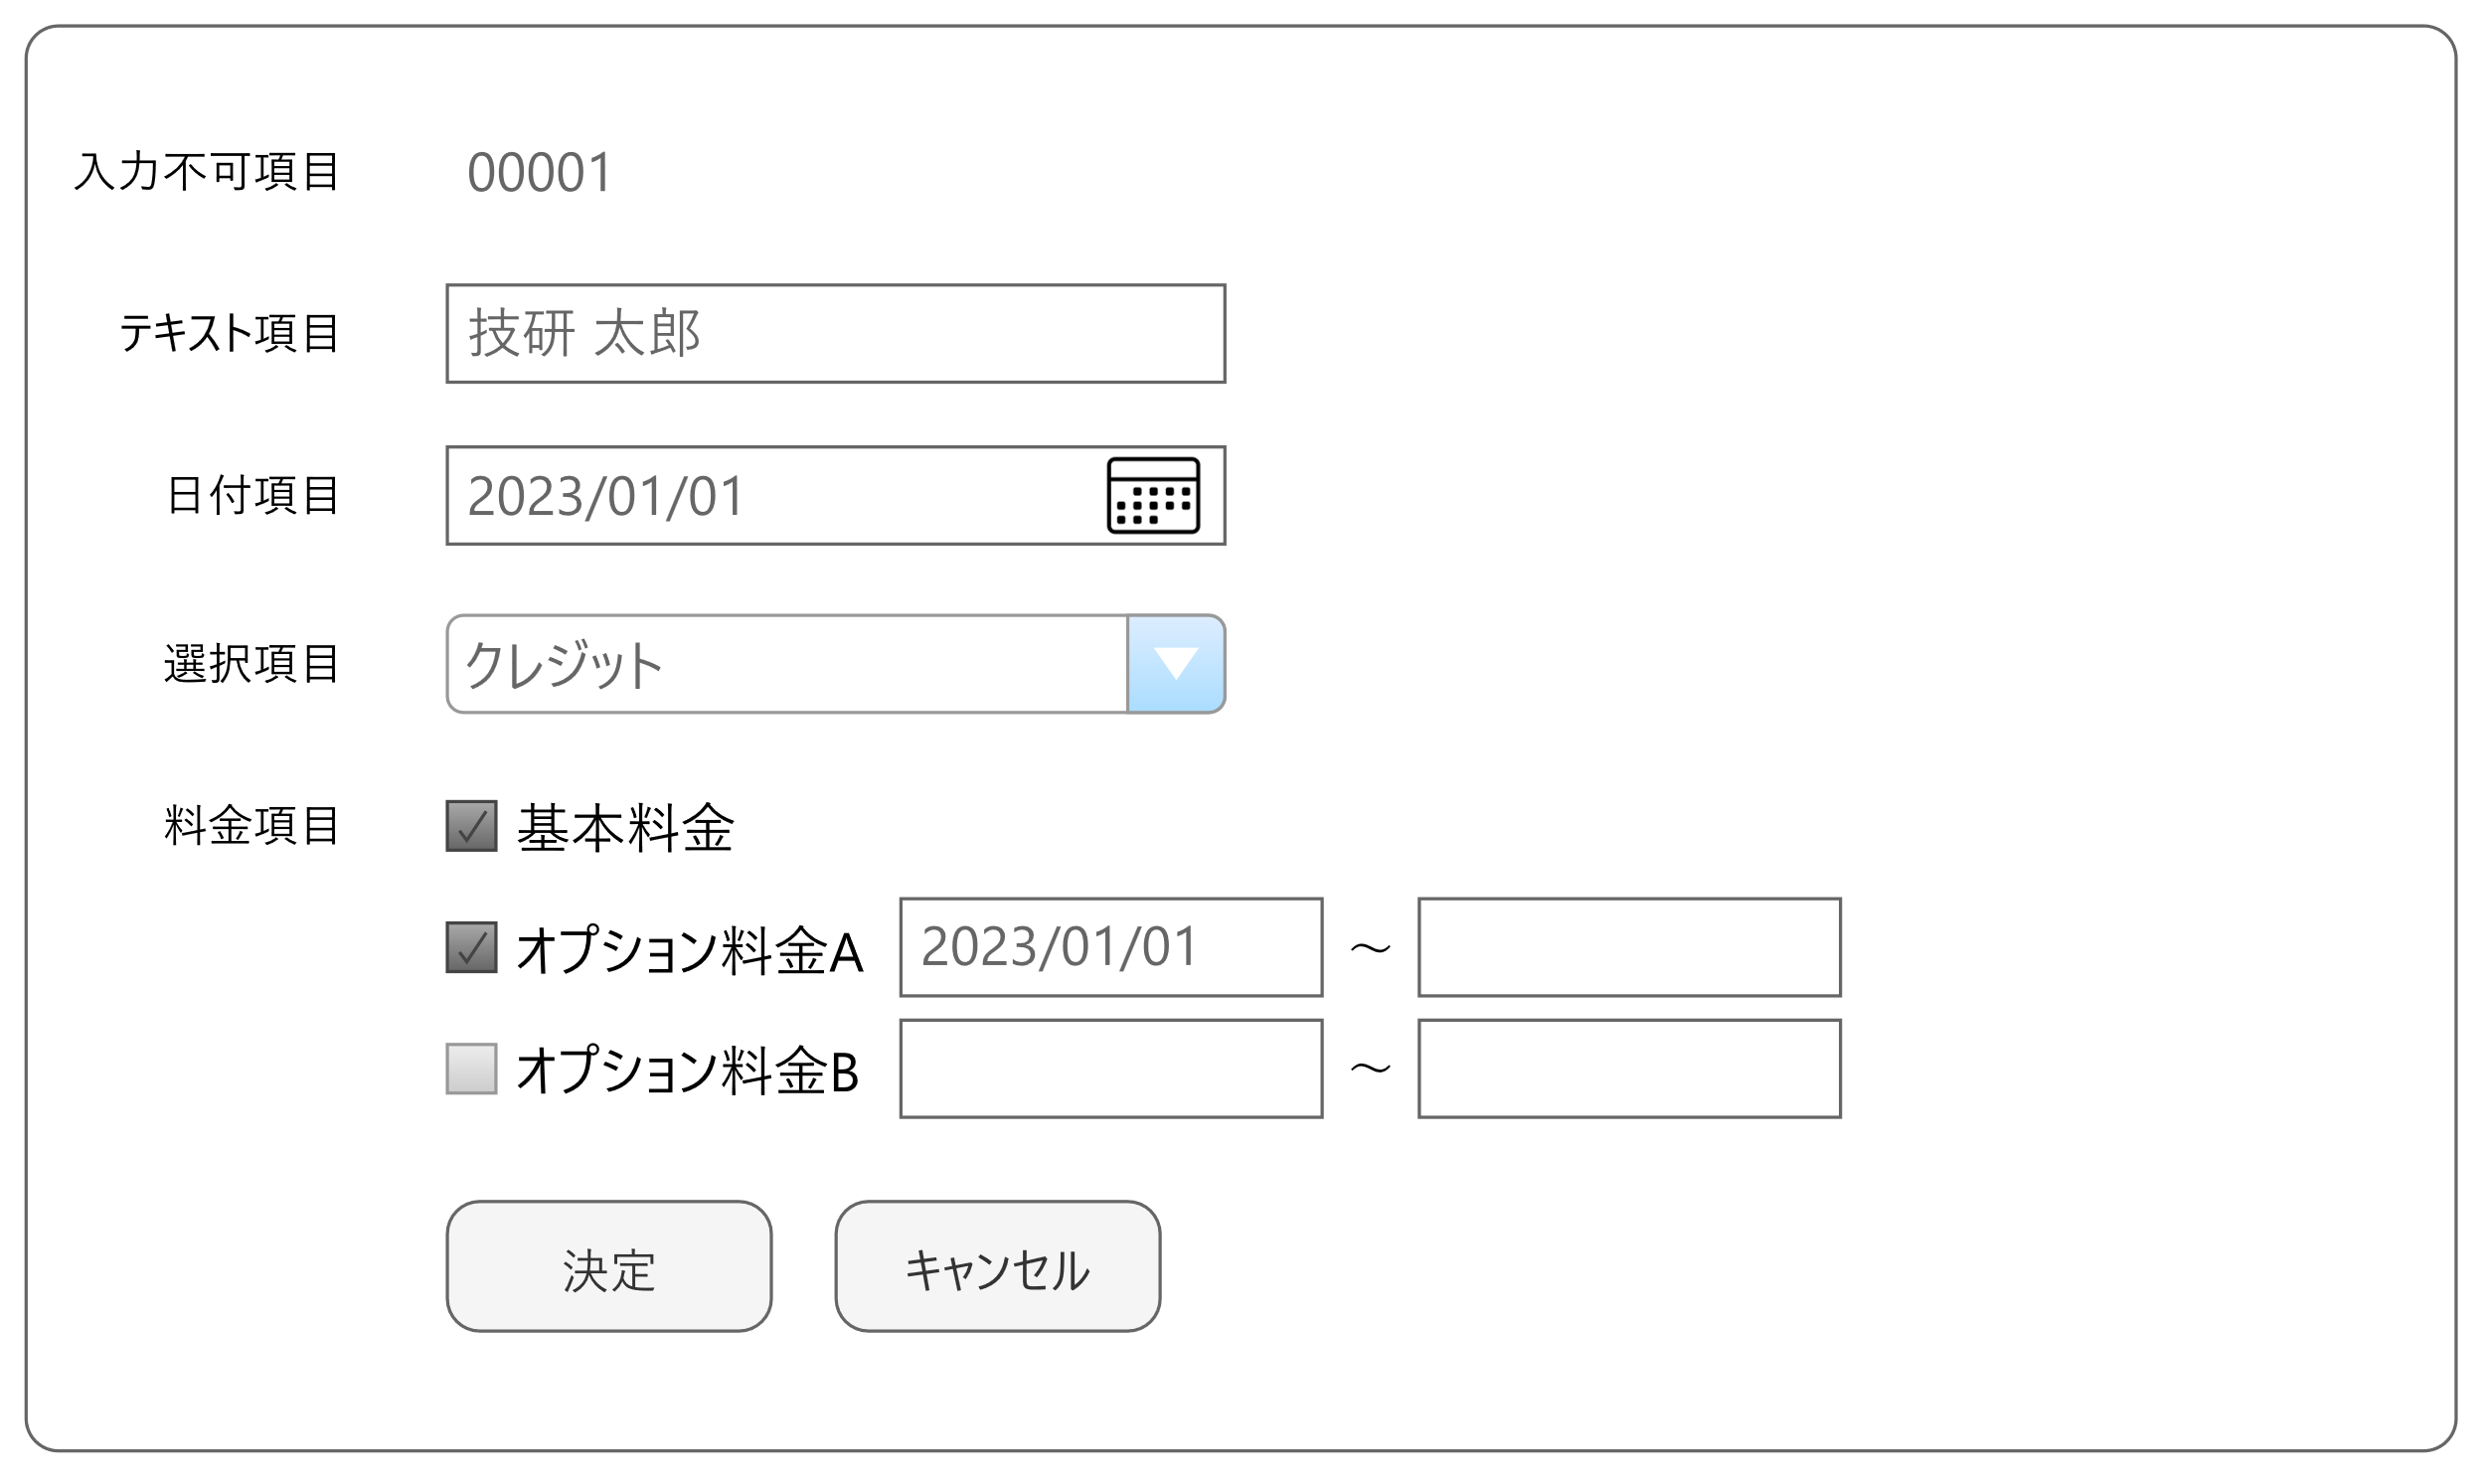 入力不可項目 00001
テキスト項目 技研 太郎
日付項目 2023/01/01
選択項目 クレジット
料金項目 基本料金
オプション料金A 2023/01/01 ～
オプション料金B ～
決定 キャンセル